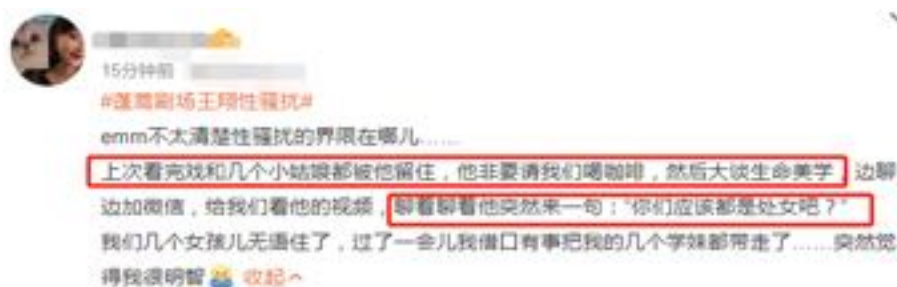 15分钟前
#蓬蒿剧场王翔性骚扰#
emm不太清楚性骚扰的界限在哪儿……
上次看完戏和几个小姑娘都被他留住，他非要请我们喝咖啡，然后大谈生命美学，边聊
边加微信，给我们看他的视频，聊着聊着他突然来一句：“你们应该都是处女吧？”
我们几个女孩儿无语住了，过了一会儿我借口有事把我的几个学妹都带走了……突然觉
得我很明智 收起